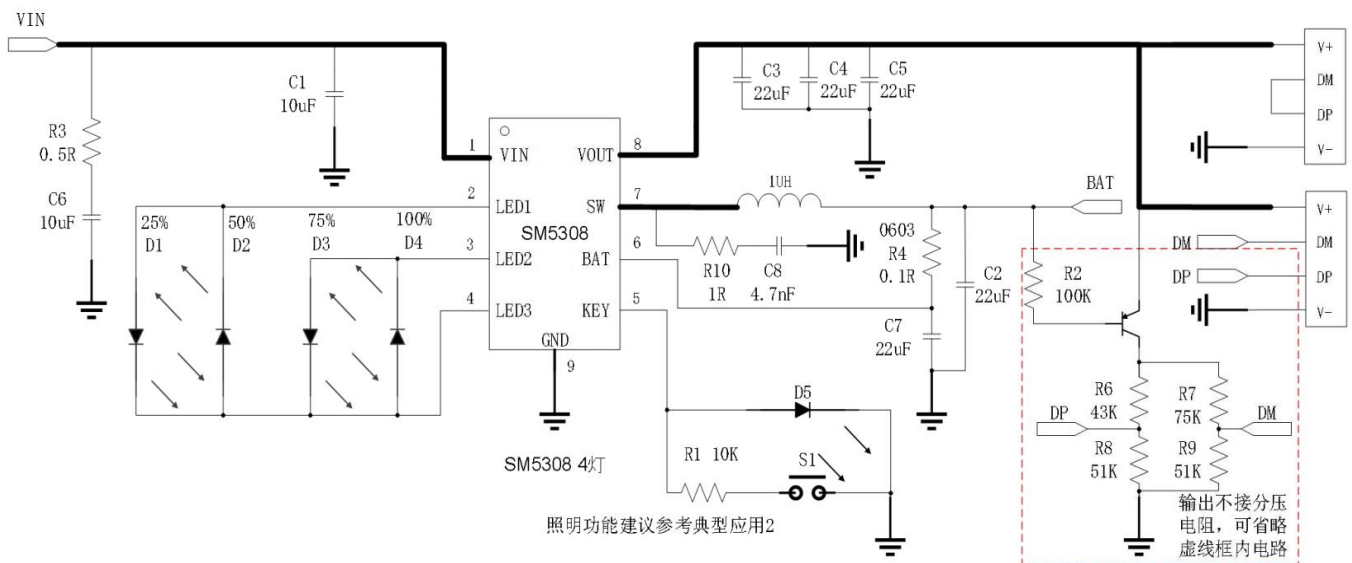 VIN
R3
0.5R
C6
10uF
C1
10uF
25%
D1
50%
D2
75%
D3
100%
D4
1
VIN
2
LED1
3
LED2
4
LED3
SM5308
VOUT
8
SW
7
BAT
6
KEY
5
GND
9
SM5308 4灯
C3
22uF
C4
22uF
C5
22uF
1UH
BAT
R10
1R
C8
4.7nF
0603
R4
0.1R
C2
22uF
C7
22uF
D5
R1 10K
S1
照明功能建议参考典型应用2
V+
DM
DP
V-
V+
DM
DP
V-
DM
DP
R2
100K
R6
43K
R7
75K
DP
DM
R8
51K
R9
51K
输出不接分压
电阻，可省略
虚线框内电路